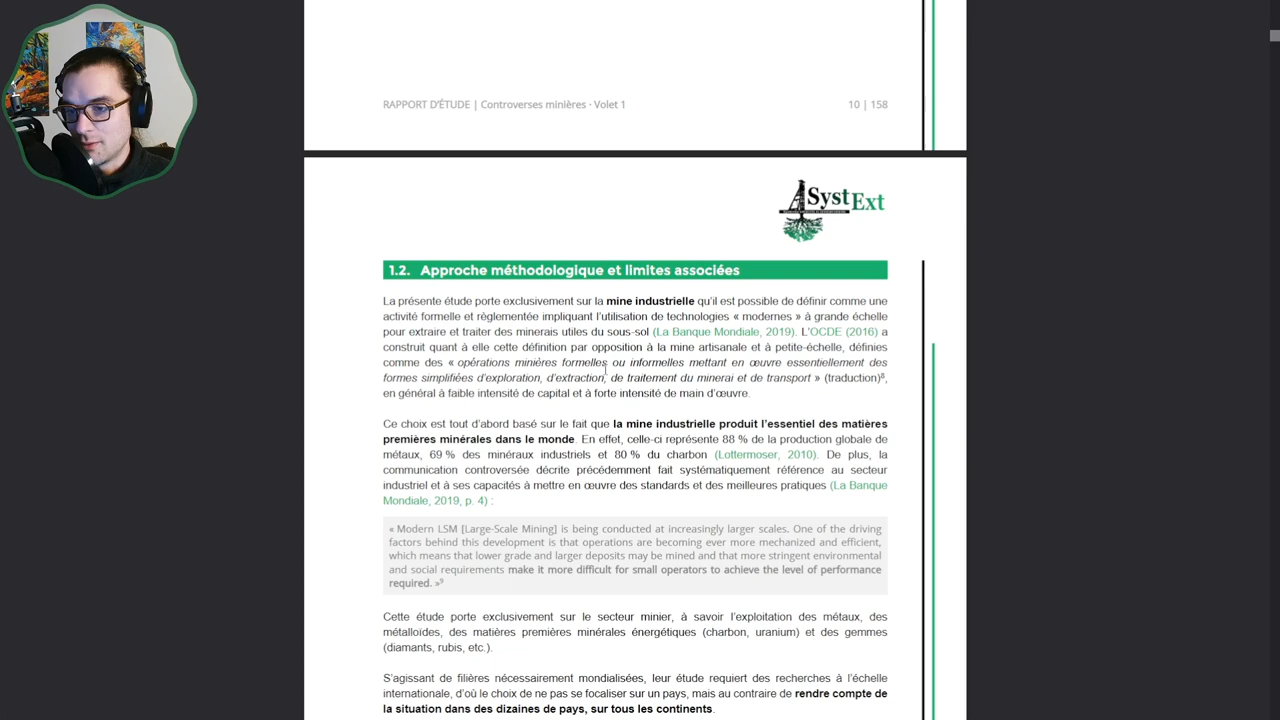 RAPPORT D'ÉTUDE | Controverses minières · Volet 1 10 | 158
SystExt
1.2. Approche méthodologique et limites associées
La présente étude porte exclusivement sur la mine industrielle qu'il est possible de définir comme une
activité formelle et règlementée impliquant l'utilisation de technologies « modernes » à grande échelle
pour extraire et traiter des minerais utiles du sous-sol (La Banque Mondiale, 2019). L'OCDE (2016) a
construit quant à elle cette définition par opposition à la mine artisanale et à petite-échelle, définies
comme des « opérations minières formelles ou informelles mettant en œuvre essentiellement des
formes simplifiées d'exploration, d'extraction, de traitement du minerai et de transport » (traduction)⁸,
en général à faible intensité de capital et à forte intensité de main d'œuvre.
Ce choix est tout d'abord basé sur le fait que la mine industrielle produit l'essentiel des matières
premières minérales dans le monde. En effet, celle-ci représente 88 % de la production globale de
métaux, 69 % des minéraux industriels et 80 % du charbon (Lottermoser, 2010). De plus, la
communication controversée décrite précédemment fait systématiquement référence au secteur
industriel et à ses capacités à mettre en œuvre des standards et des meilleures pratiques (La Banque
Mondiale, 2019, p. 4) :
« Modern LSM [Large-Scale Mining] is being conducted at increasingly larger scales. One of the driving
factors behind this development is that operations are becoming ever more mechanized and efficient,
which means that lower grade and larger deposits may be mined and that more stringent environmental
and social requirements make it more difficult for small operators to achieve the level of performance
required. »⁹
Cette étude porte exclusivement sur le secteur minier, à savoir l'exploitation des métaux, des
métalloïdes, des matières premières minérales énergétiques (charbon, uranium) et des gemmes
(diamants, rubis, etc.).
S'agissant de filières nécessairement mondialisées, leur étude requiert des recherches à l'échelle
internationale, d'où le choix de ne pas se focaliser sur un pays, mais au contraire de rendre compte de
la situation dans des dizaines de pays, sur tous les continents.